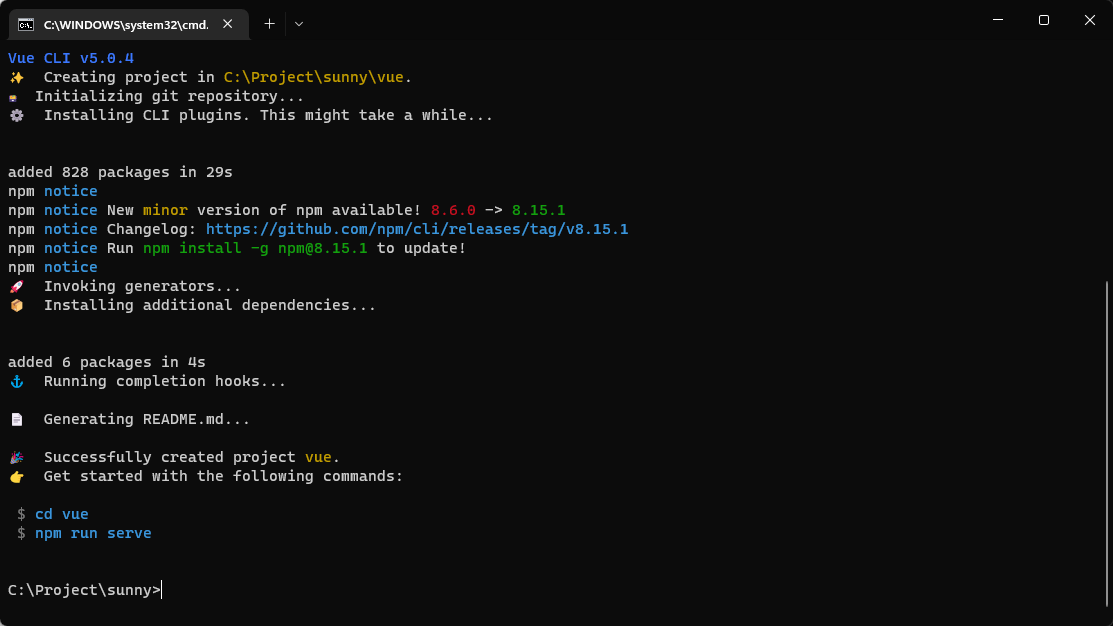 C:\WINDOWS\system32\cmd.
Vue CLI v5.0.4
✨  Creating project in C:\Project\sunny\vue.
Initializing git repository...
⚙️  Installing CLI plugins. This might take a while...
added 828 packages in 29s
npm notice
npm notice New minor version of npm available! 8.6.0 -> 8.15.1
npm notice Changelog: https://github.com/npm/cli/releases/tag/v8.15.1
npm notice Run npm install -g npm@8.15.1 to update!
npm notice
🚀  Invoking generators...
📦  Installing additional dependencies...
added 6 packages in 4s
⚓  Running completion hooks...
📄  Generating README.md...
🎉  Successfully created project vue.
👉  Get started with the following commands:
$ cd vue
$ npm run serve
C:\Project\sunny>